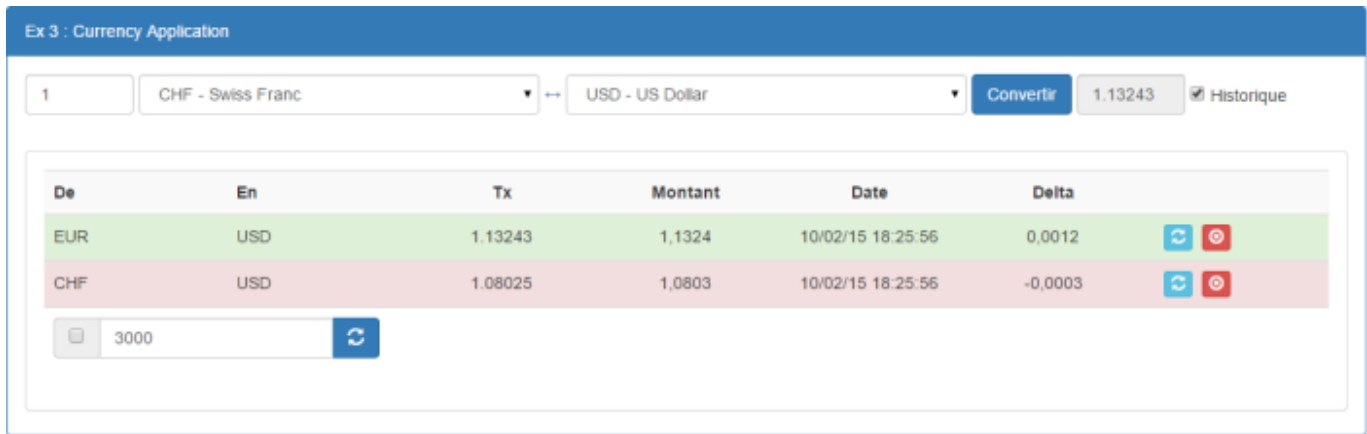 Ex 3 : Currency Application
1 CHF - Swiss Franc ↔ USD - US Dollar Convertir 1.13243 Historique
De En Tx Montant Date Delta
EUR USD 1.13243 1,1324 10/02/15 18:25:56 0,0012
CHF USD 1.08025 1,0803 10/02/15 18:25:56 -0,0003
3000